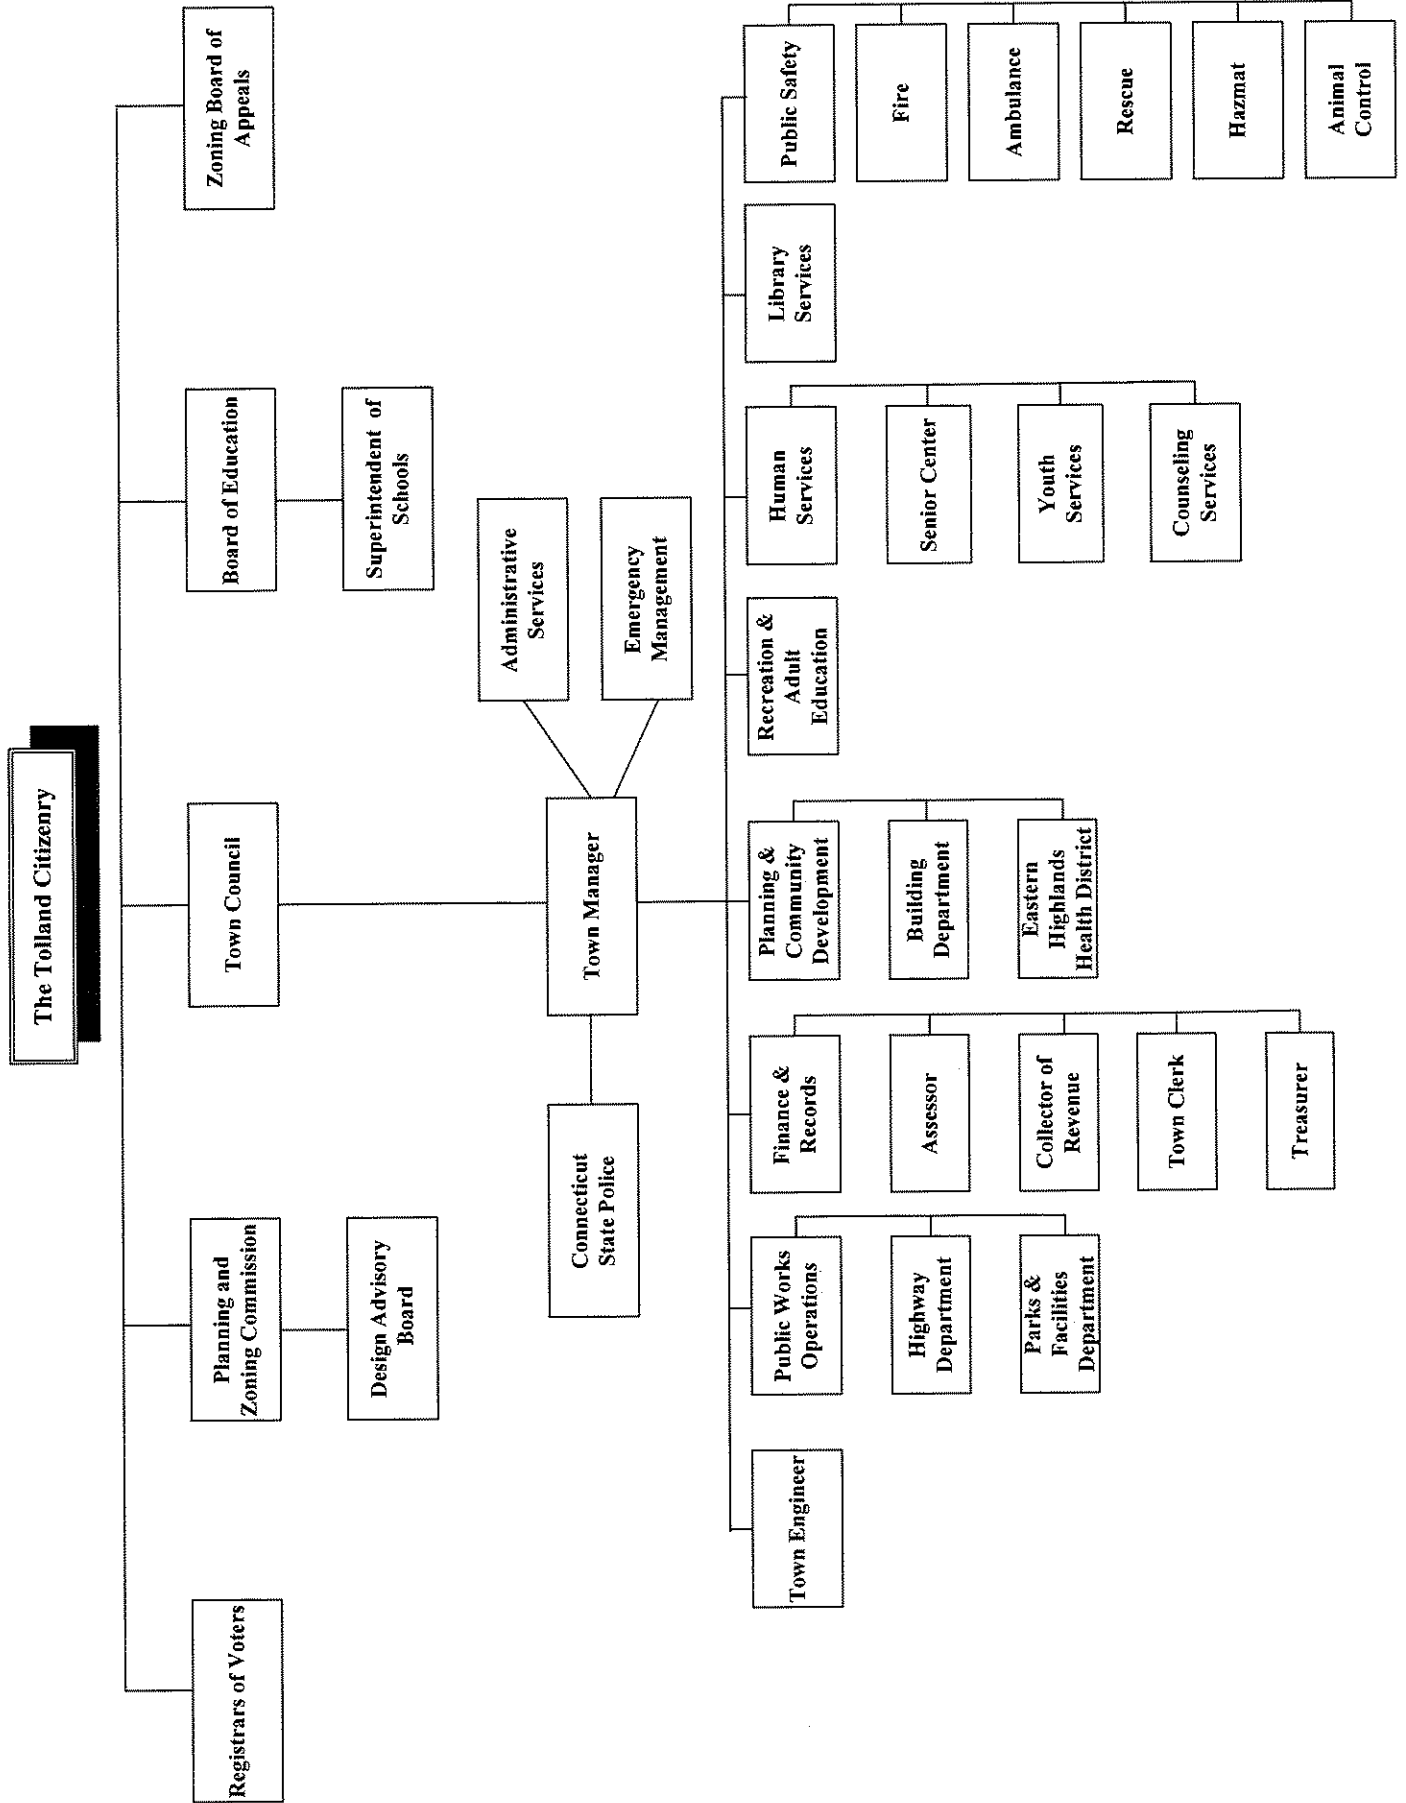 The Tolland Citizenry
Registrars of Voters
Planning and
Zoning Commission
Town Council
Board of Education
Zoning Board of
Appeals
Design Advisory
Board
Superintendent of
Schools
Administrative
Services
Connecticut
State Police
Town Manager
Emergency
Management
Town Engineer
Public Works
Operations
Highway
Department
Parks &
Facilities
Department
Finance &
Records
Assessor
Collector of
Revenue
Town Clerk
Treasurer
Planning &
Community
Development
Building
Department
Eastern
Highlands
Health District
Recreation &
Adult
Education
Human
Services
Senior Center
Youth
Services
Counseling
Services
Library
Services
Public Safety
Fire
Ambulance
Rescue
Hazmat
Animal
Control